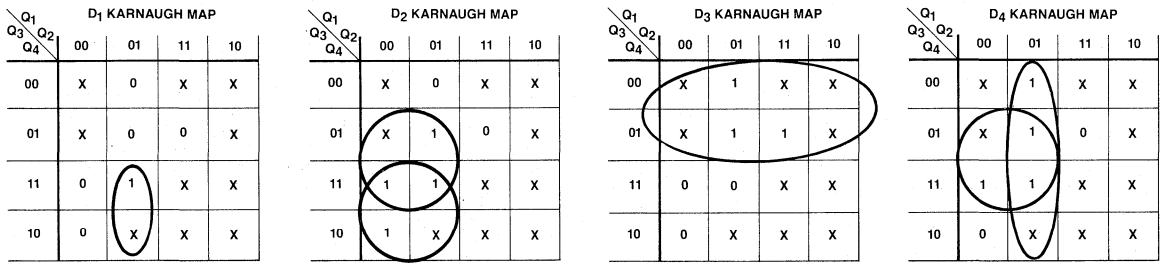 D1 KARNAUGH MAP
Q1
Q3 Q2
Q4 00 01 11 10
00 X 0 X X
01 X 0 0 X
11 0 1 X X
10 0 X X X
D2 KARNAUGH MAP
Q1
Q3 Q2
Q4 00 01 11 10
00 X 0 X X
01 X 1 0 X
11 1 1 X X
10 1 X X X
D3 KARNAUGH MAP
Q1
Q3 Q2
Q4 00 01 11 10
00 X 1 X X
01 X 1 1 X
11 0 0 X X
10 0 X X X
D4 KARNAUGH MAP
Q1
Q3 Q2
Q4 00 01 11 10
00 X 1 X X
01 X 1 0 X
11 1 1 X X
10 0 X X X